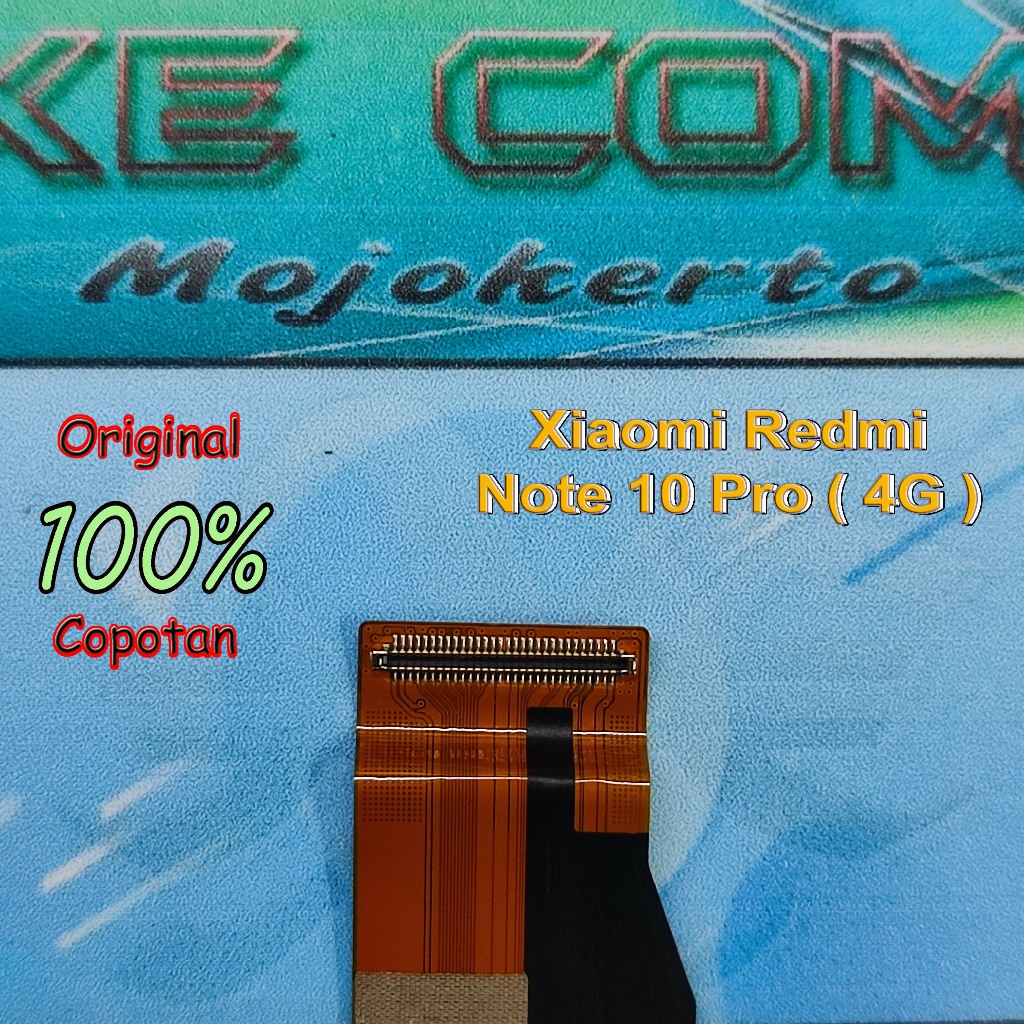 KE COM
Mojokerto
Original
100%
Copotan
Xiaomi Redmi
Note 10 Pro ( 4G )